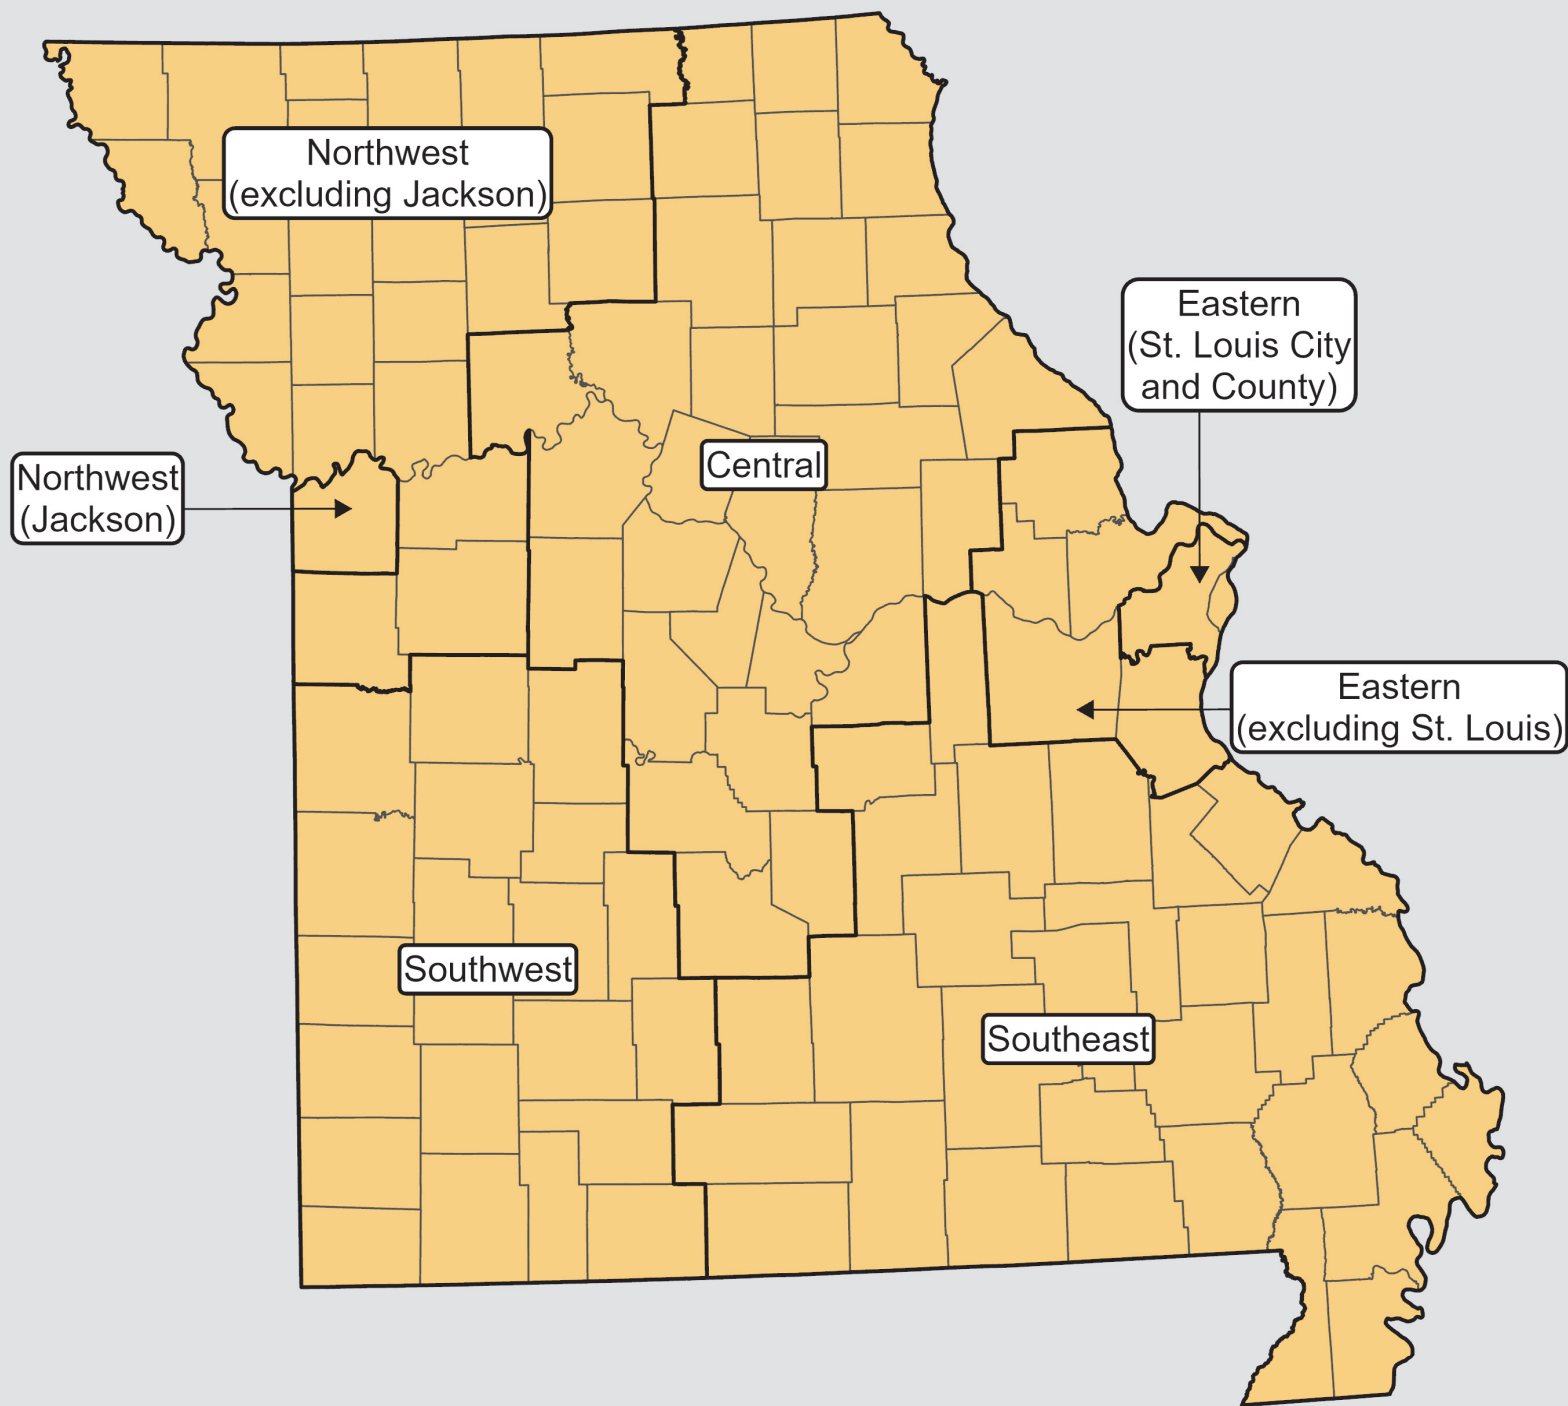 Northwest
(excluding Jackson)
Eastern
(St. Louis City
and County)
Central
Northwest
(Jackson)
Eastern
(excluding St. Louis)
Southwest
Southeast